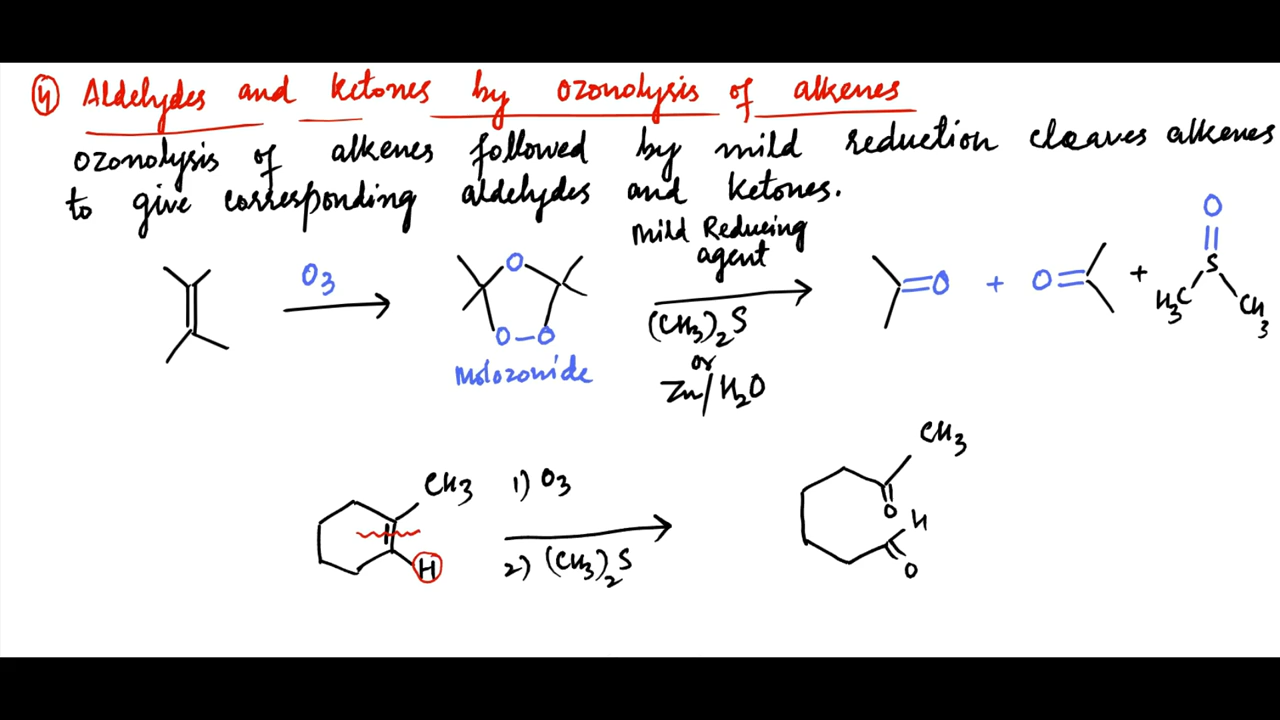 4) Aldehydes and ketones by ozonolysis of alkenes
ozonolysis of alkenes followed by mild reduction cleaves alkenes
to give corresponding aldehydes and ketones.
O3
O
O–O
Molozonide
Mild Reducing
agent
(CH3)2S
or
Zn/H2O
=O + O= +
O
S
H3C CH3
CH3
H
1) O3
2) (CH3)2S
CH3
O
H
O